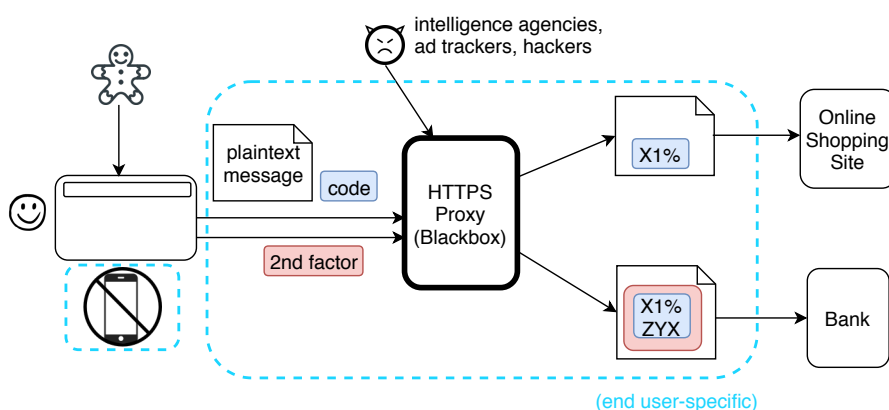 intelligence agencies,
ad trackers, hackers
plaintext
message
code
2nd factor
HTTPS
Proxy
(Blackbox)
X1%
Online
Shopping
Site
X1%
ZYX
Bank
(end user-specific)